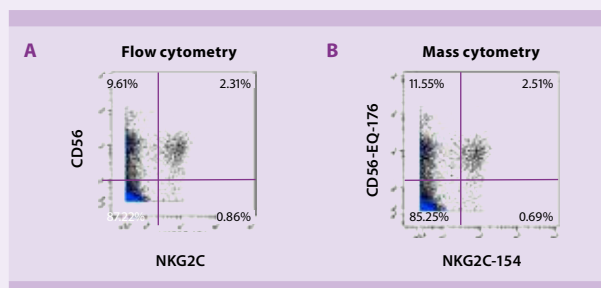 A
Flow cytometry
9.61%
2.31%
CD56
0.86%
NKG2C
B
Mass cytometry
11.55%
2.51%
CD56-EQ-176
85.25%
0.69%
NKG2C-154